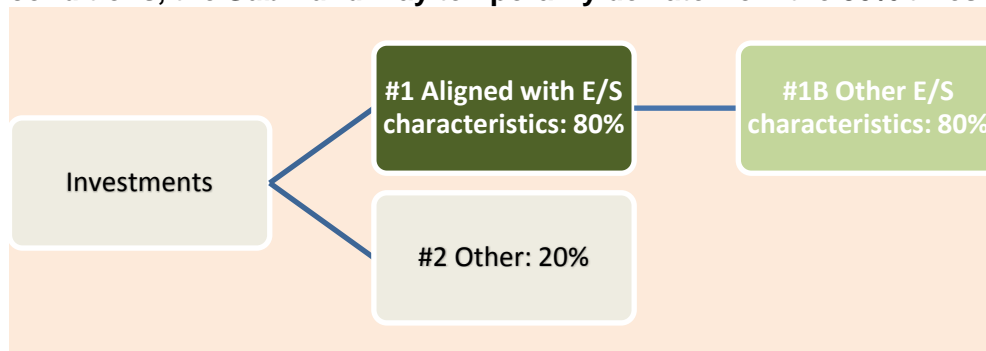 #1 Aligned with E/S
characteristics: 80%
#1B Other E/S
characteristics: 80%
Investments
#2 Other: 20%